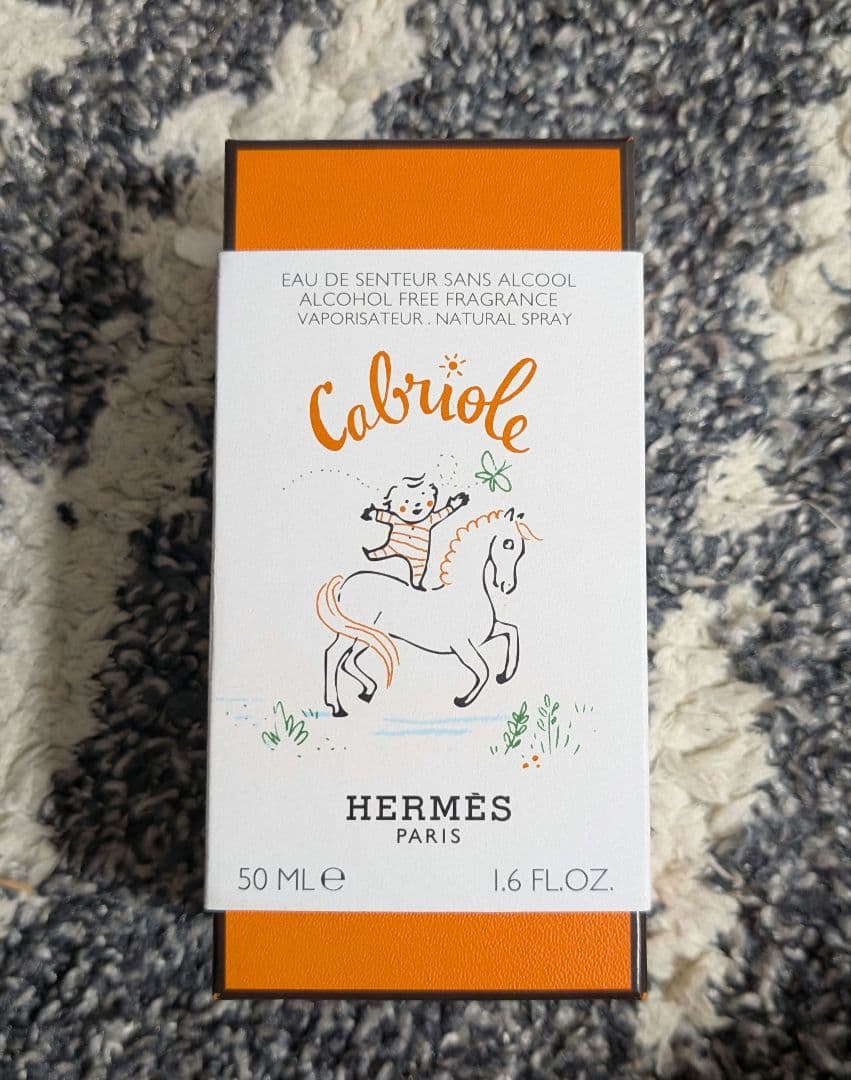 EAU DE SENTEUR SANS ALCOOL
ALCOHOL FREE FRAGRANCE
VAPORISATEUR . NATURAL SPRAY
Cabriole
HERMÈS
PARIS
50 ML e 1.6 FL.OZ.